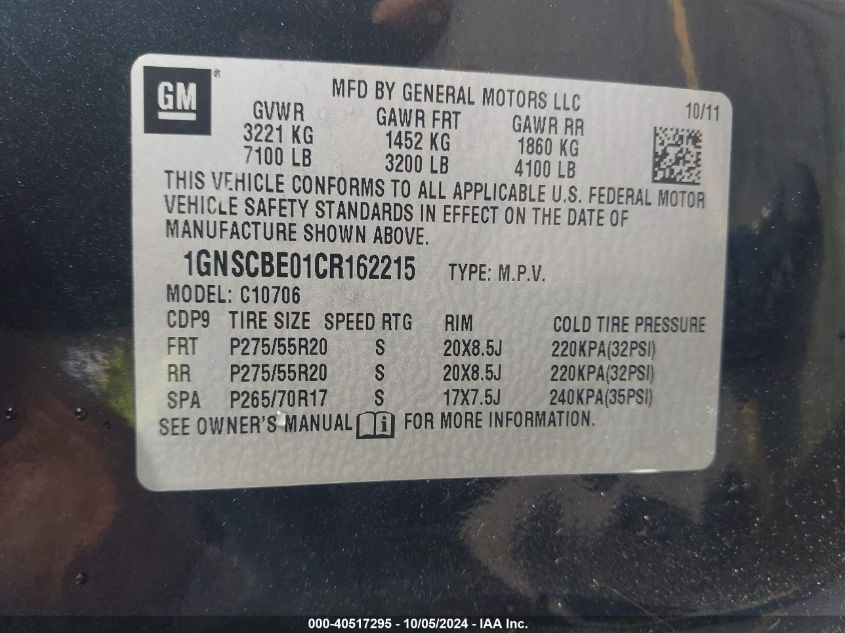 GM ®
MFD BY GENERAL MOTORS LLC
10/11
GVWR GAWR FRT GAWR RR
3221 KG 1452 KG 1860 KG
7100 LB 3200 LB 4100 LB
THIS VEHICLE CONFORMS TO ALL APPLICABLE U.S. FEDERAL MOTOR
VEHICLE SAFETY STANDARDS IN EFFECT ON THE DATE OF
MANUFACTURE SHOWN ABOVE.
1GNSCBE01CR162215 TYPE: M.P.V.
MODEL: C10706
CDP9 TIRE SIZE SPEED RTG RIM COLD TIRE PRESSURE
FRT P275/55R20 S 20X8.5J 220KPA(32PSI)
RR P275/55R20 S 20X8.5J 220KPA(32PSI)
SPA P265/70R17 S 17X7.5J 240KPA(35PSI)
SEE OWNER'S MANUAL i FOR MORE INFORMATION.
000-40517295 - 10/05/2024 - IAA Inc.